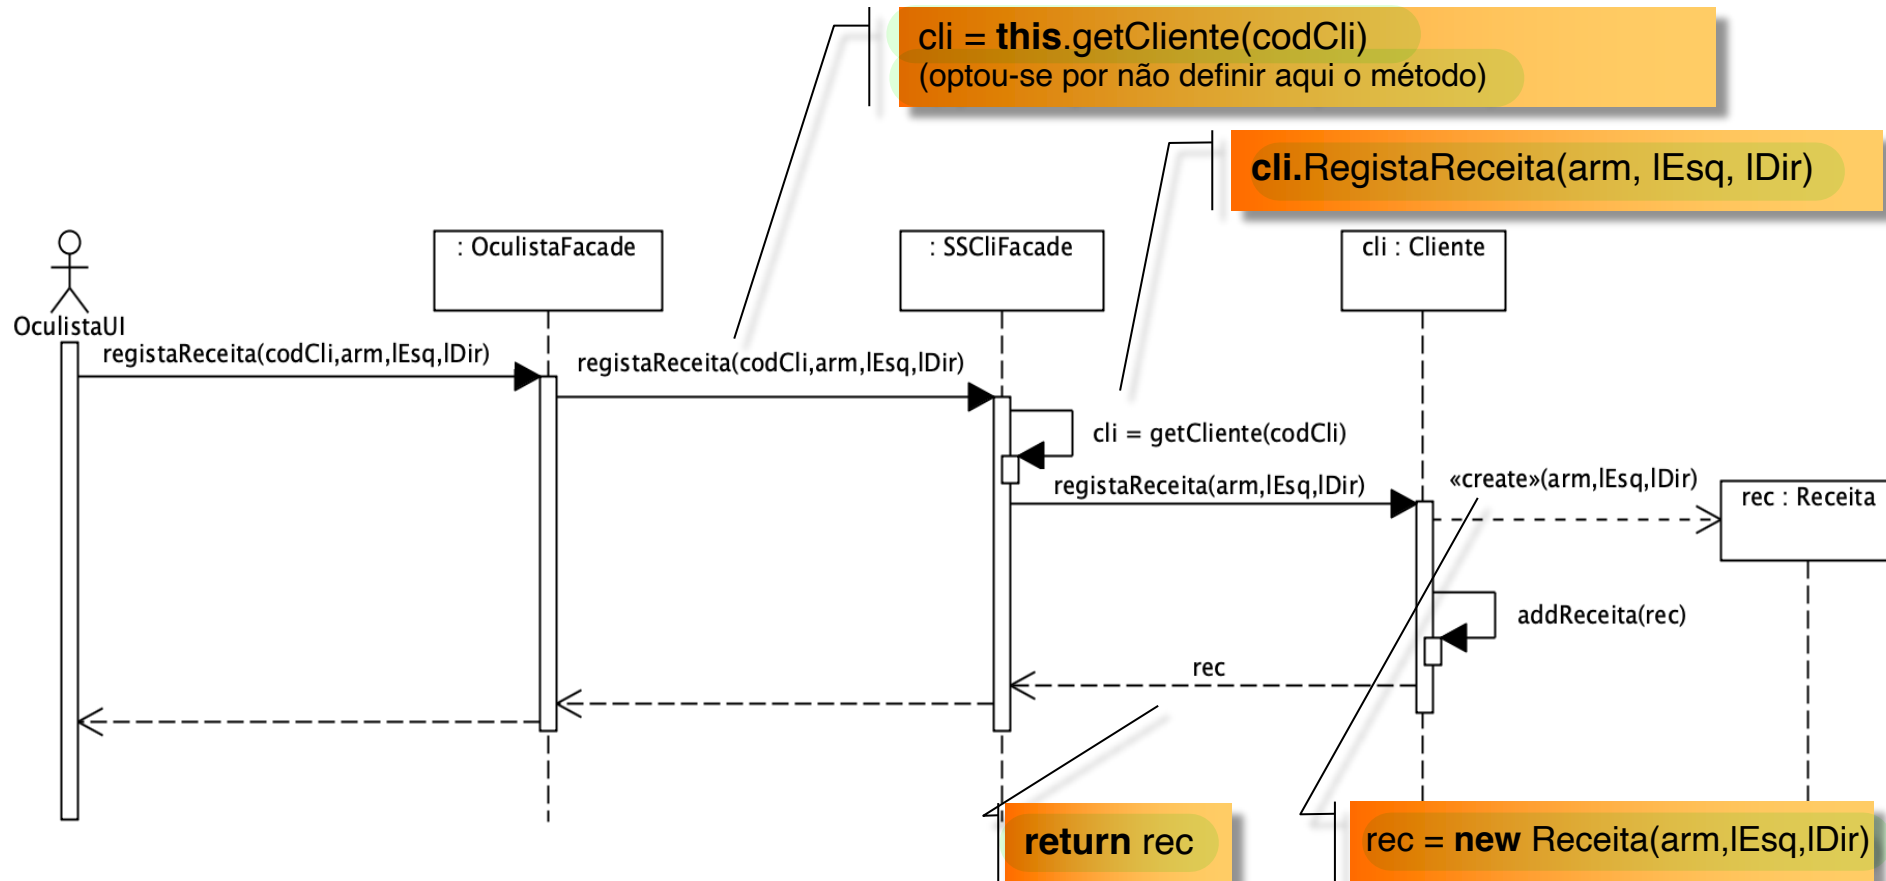 cli = this.getCliente(codCli)
(optou-se por não definir aqui o método)
cli.RegistaReceita(arm, lEsq, lDir)
: OculistaFacade
: SSCliFacade
cli : Cliente
OculistaUI
registaReceita(codCli,arm,lEsq,lDir)
registaReceita(codCli,arm,lEsq,lDir)
cli = getCliente(codCli)
registaReceita(arm,lEsq,lDir)
«create»(arm,lEsq,lDir)
rec : Receita
addReceita(rec)
rec
return rec
rec = new Receita(arm,lEsq,lDir)